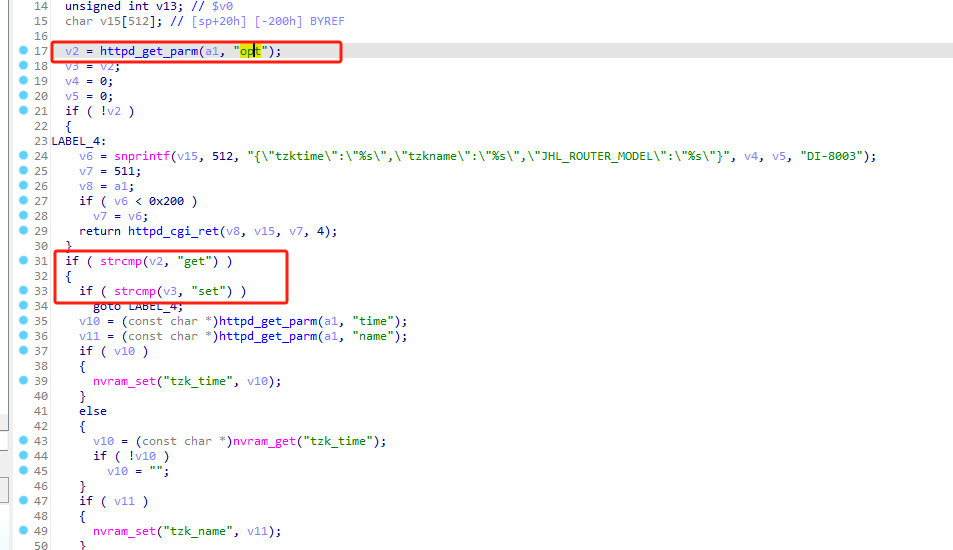 14 unsigned int v13; // $v0
15 char v15[512]; // [sp+20h] [-200h] BYREF
16
17 v2 = httpd_get_parm(a1, "opt");
18 v3 = v2;
19 v4 = 0;
20 v5 = 0;
21 if ( !v2 )
22 {
23 LABEL_4:
24 v6 = snprintf(v15, 512, "{\"tzktime\":\"%s\",\"tzkname\":\"%s\",\"JHL_ROUTER_MODEL\":\"%s\"}", v4, v5, "DI-8003");
25 v7 = 511;
26 v8 = a1;
27 if ( v6 < 0x200 )
28 v7 = v6;
29 return httpd_cgi_ret(v8, v15, v7, 4);
30 }
31 if ( strcmp(v2, "get") )
32 {
33 if ( strcmp(v3, "set") )
34 goto LABEL_4;
35 v10 = (const char *)httpd_get_parm(a1, "time");
36 v11 = (const char *)httpd_get_parm(a1, "name");
37 if ( v10 )
38 {
39 nvram_set("tzk_time", v10);
40 }
41 else
42 {
43 v10 = (const char *)nvram_get("tzk_time");
44 if ( !v10 )
45 v10 = "";
46 }
47 if ( v11 )
48 {
49 nvram_set("tzk_name", v11);
50 }